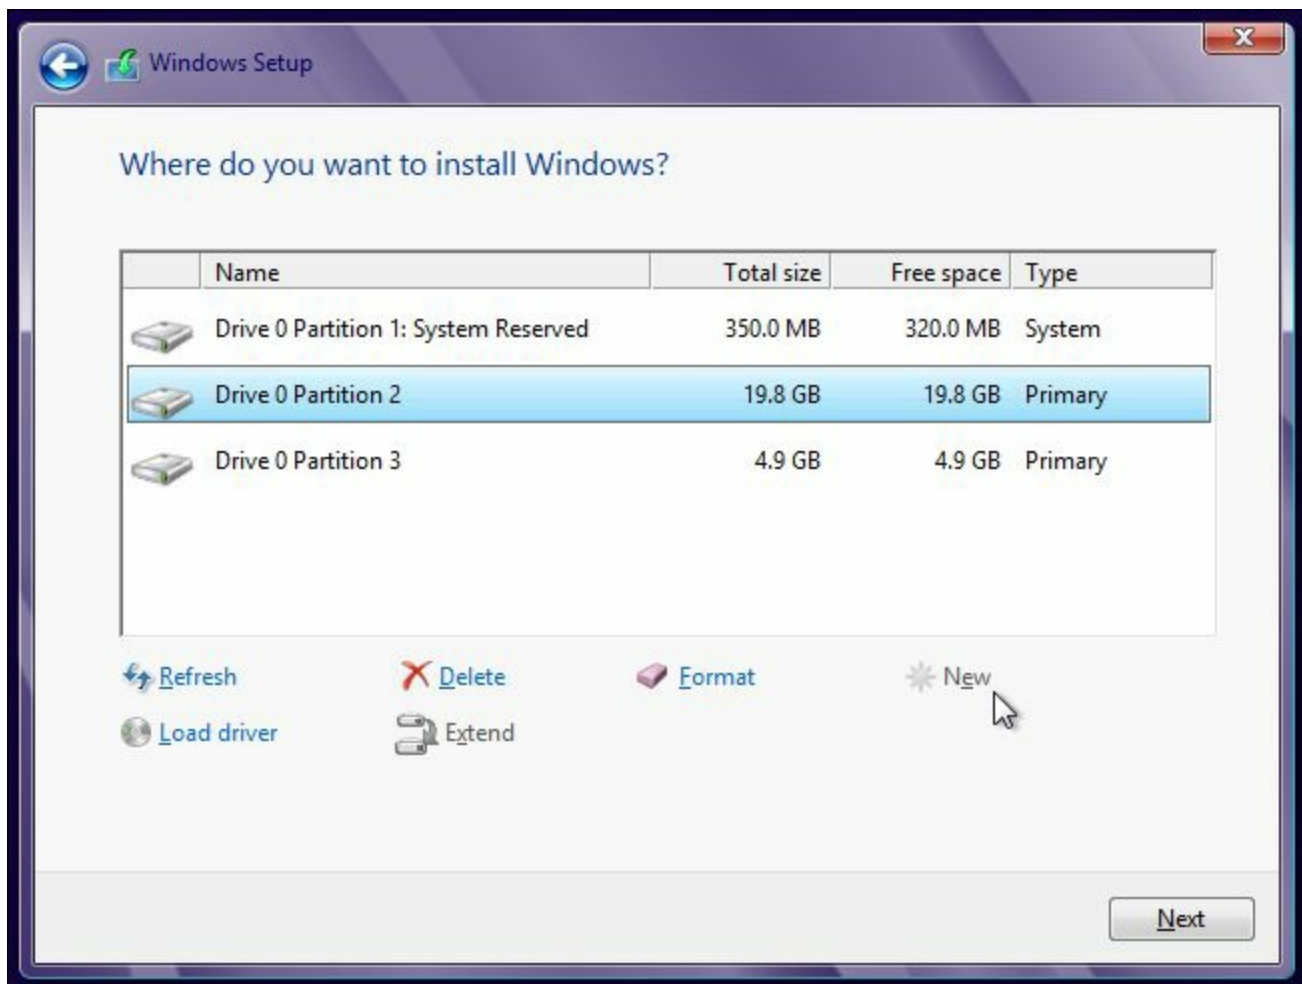 Windows Setup
Where do you want to install Windows?
Name Total size Free space Type
Drive 0 Partition 1: System Reserved 350.0 MB 320.0 MB System
Drive 0 Partition 2 19.8 GB 19.8 GB Primary
Drive 0 Partition 3 4.9 GB 4.9 GB Primary
Refresh Delete Format New
Load driver Extend
Next